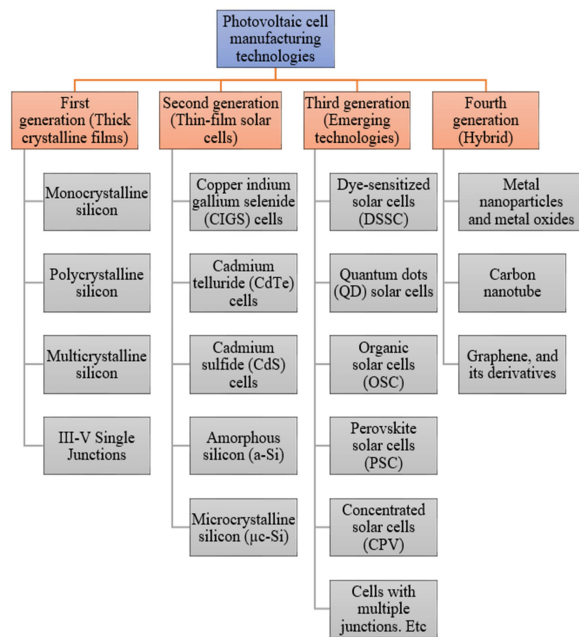 Photovoltaic cell
manufacturing
technologies
First
generation (Thick
crystalline films)
Second generation
(Thin-film solar
cells)
Third generation
(Emerging
technologies)
Fourth
generation
(Hybrid)
Monocrystalline
silicon
Polycrystalline
silicon
Multicrystalline
silicon
III-V Single
Junctions
Copper indium
gallium selenide
(CIGS) cells
Cadmium
telluride (CdTe)
cells
Cadmium
sulfide (CdS)
cells
Amorphous
silicon (a-Si)
Microcrystalline
silicon (μc-Si)
Dye-sensitized
solar cells
(DSSC)
Quantum dots
(QD) solar cells
Organic
solar cells
(OSC)
Perovskite
solar cells
(PSC)
Concentrated
solar cells
(CPV)
Cells with
multiple
junctions. Etc
Metal
nanoparticles
and metal oxides
Carbon
nanotube
Graphene, and
its derivatives